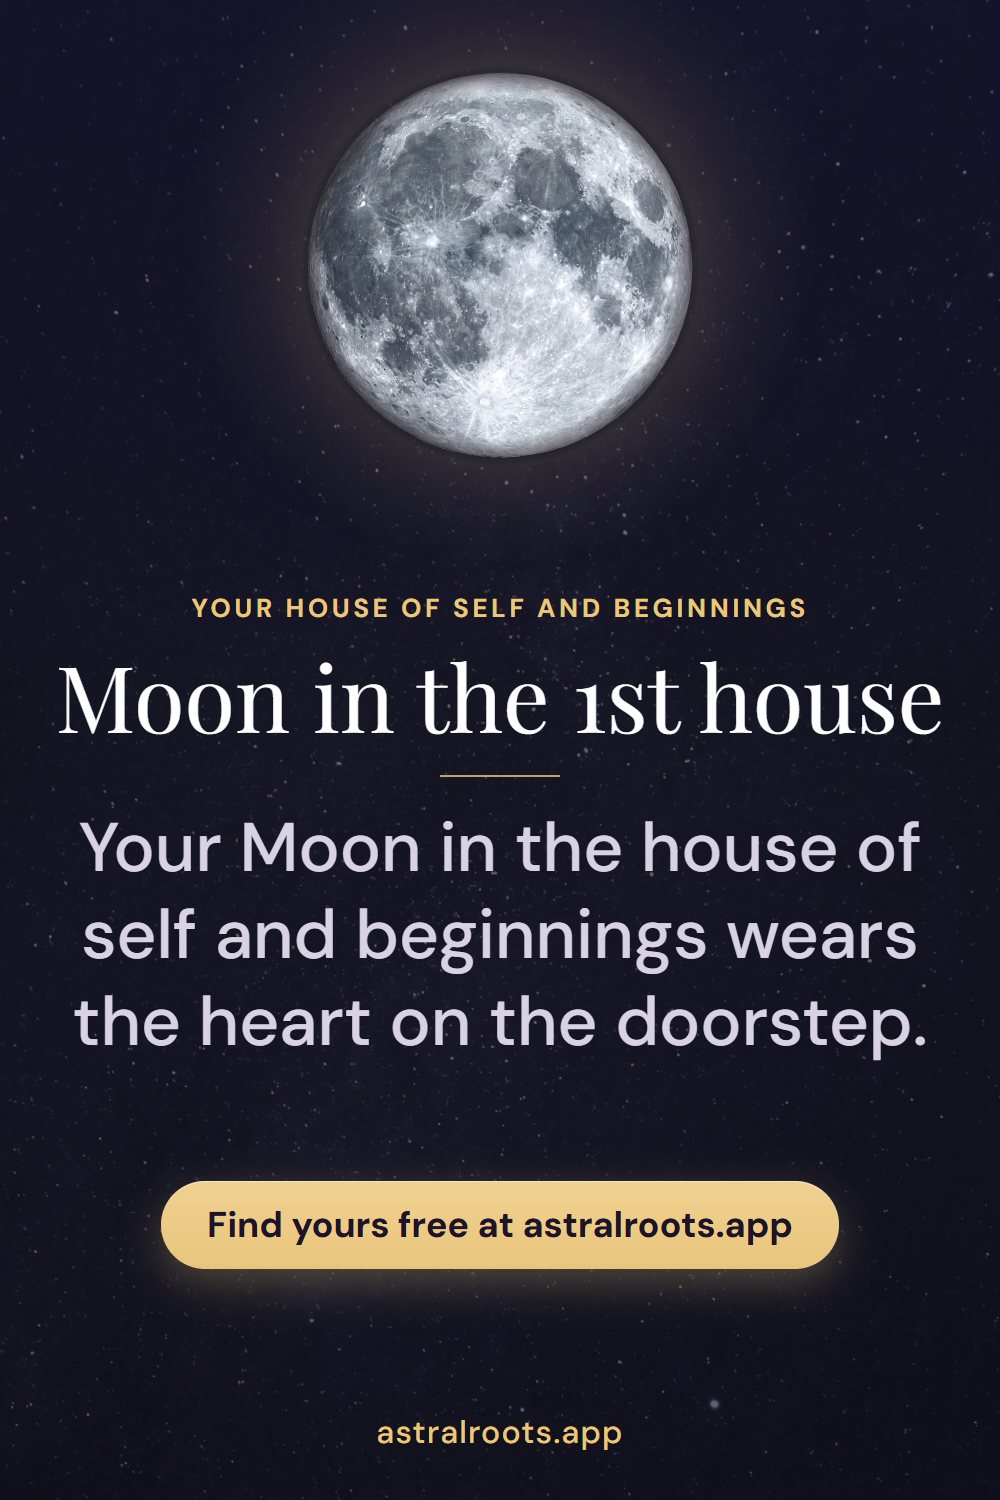 YOUR HOUSE OF SELF AND BEGINNINGS
Moon in the 1st house
Your Moon in the house of
self and beginnings wears
the heart on the doorstep.
Find yours free at astralroots.app
astralroots.app